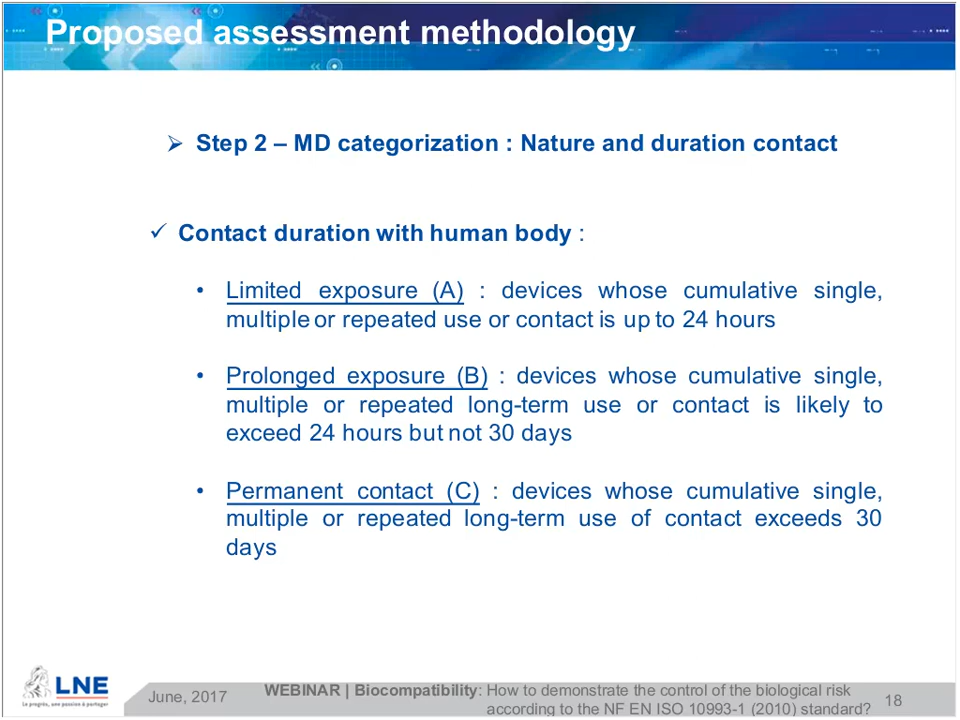 Proposed assessment methodology
➢ Step 2 – MD categorization : Nature and duration contact
✓ Contact duration with human body :
• Limited exposure (A) : devices whose cumulative single,
multiple or repeated use or contact is up to 24 hours
• Prolonged exposure (B) : devices whose cumulative single,
multiple or repeated long-term use or contact is likely to
exceed 24 hours but not 30 days
• Permanent contact (C) : devices whose cumulative single,
multiple or repeated long-term use of contact exceeds 30
days
LNE
Le progrès, une passion à partager
June, 2017
WEBINAR | Biocompatibility: How to demonstrate the control of the biological risk
according to the NF EN ISO 10993-1 (2010) standard?
18